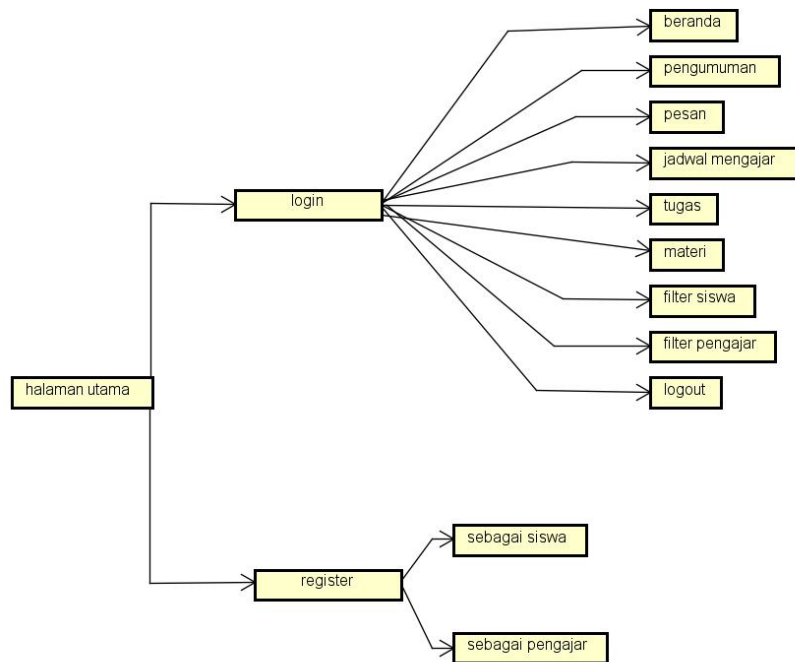 beranda
pengumuman
pesan
jadwal mengajar
login
tugas
materi
filter siswa
filter pengajar
halaman utama
logout
sebagai siswa
register
sebagai pengajar